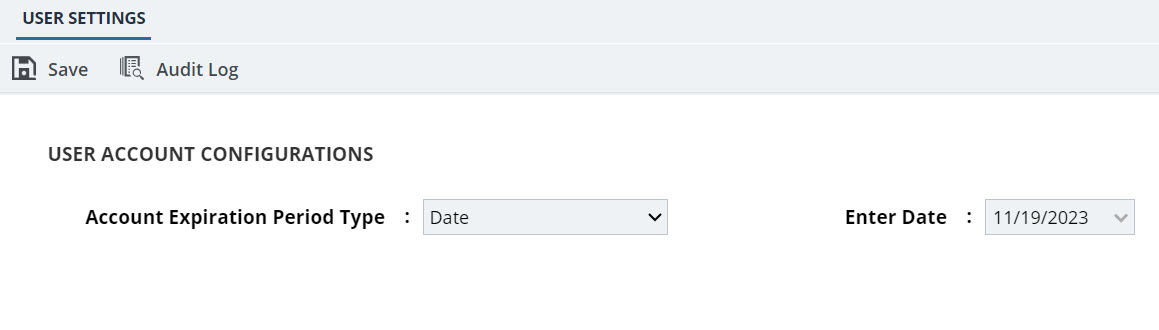 USER SETTINGS
Save Audit Log
USER ACCOUNT CONFIGURATIONS
Account Expiration Period Type : Date Enter Date : 11/19/2023